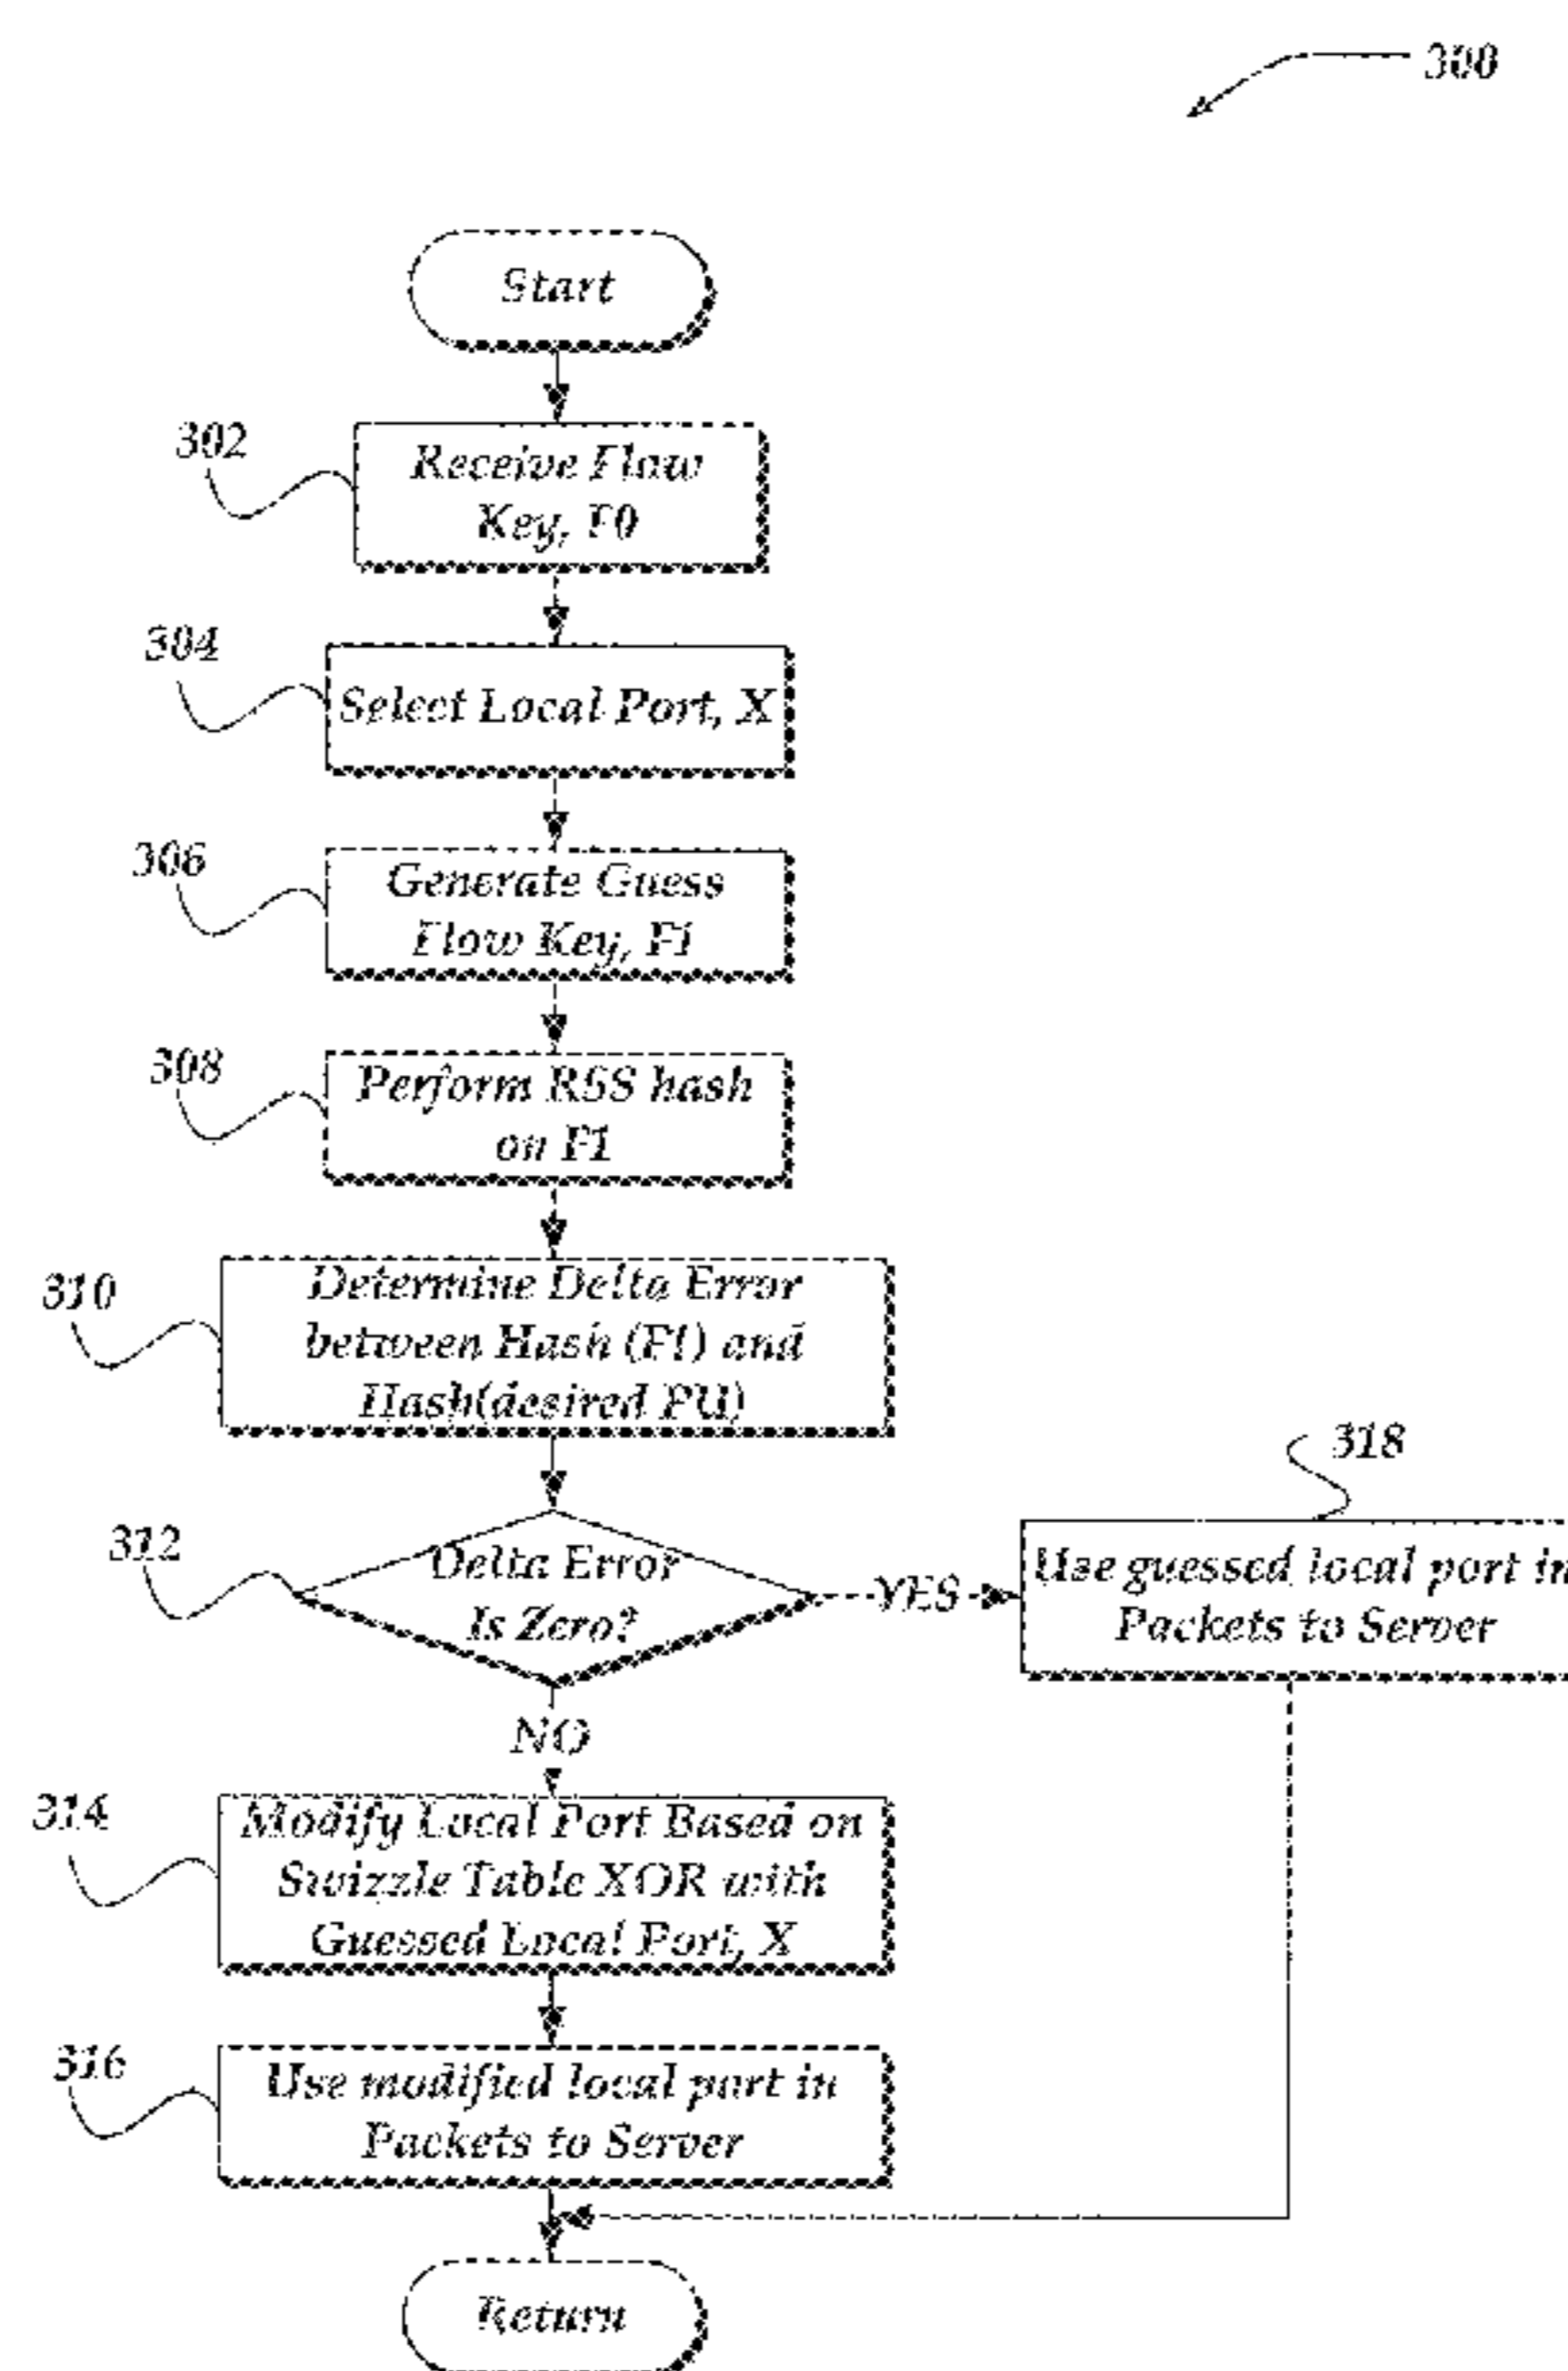 300
Start
302
Receive Flow
Key, F0
304
Select Local Port, X
306
Generate Guess
Flow Key, F1
308
Perform RSS hash
on F1
310
Determine Delta Error
between Hash (F1) and
Hash(desired PU)
312
Delta Error
Is Zero?
YES
318
Use guessed local port in
Packets to Server
NO
314
Modify Local Port Based on
Swizzle Table XOR with
Guessed Local Port, X
316
Use modified local port in
Packets to Server
Return